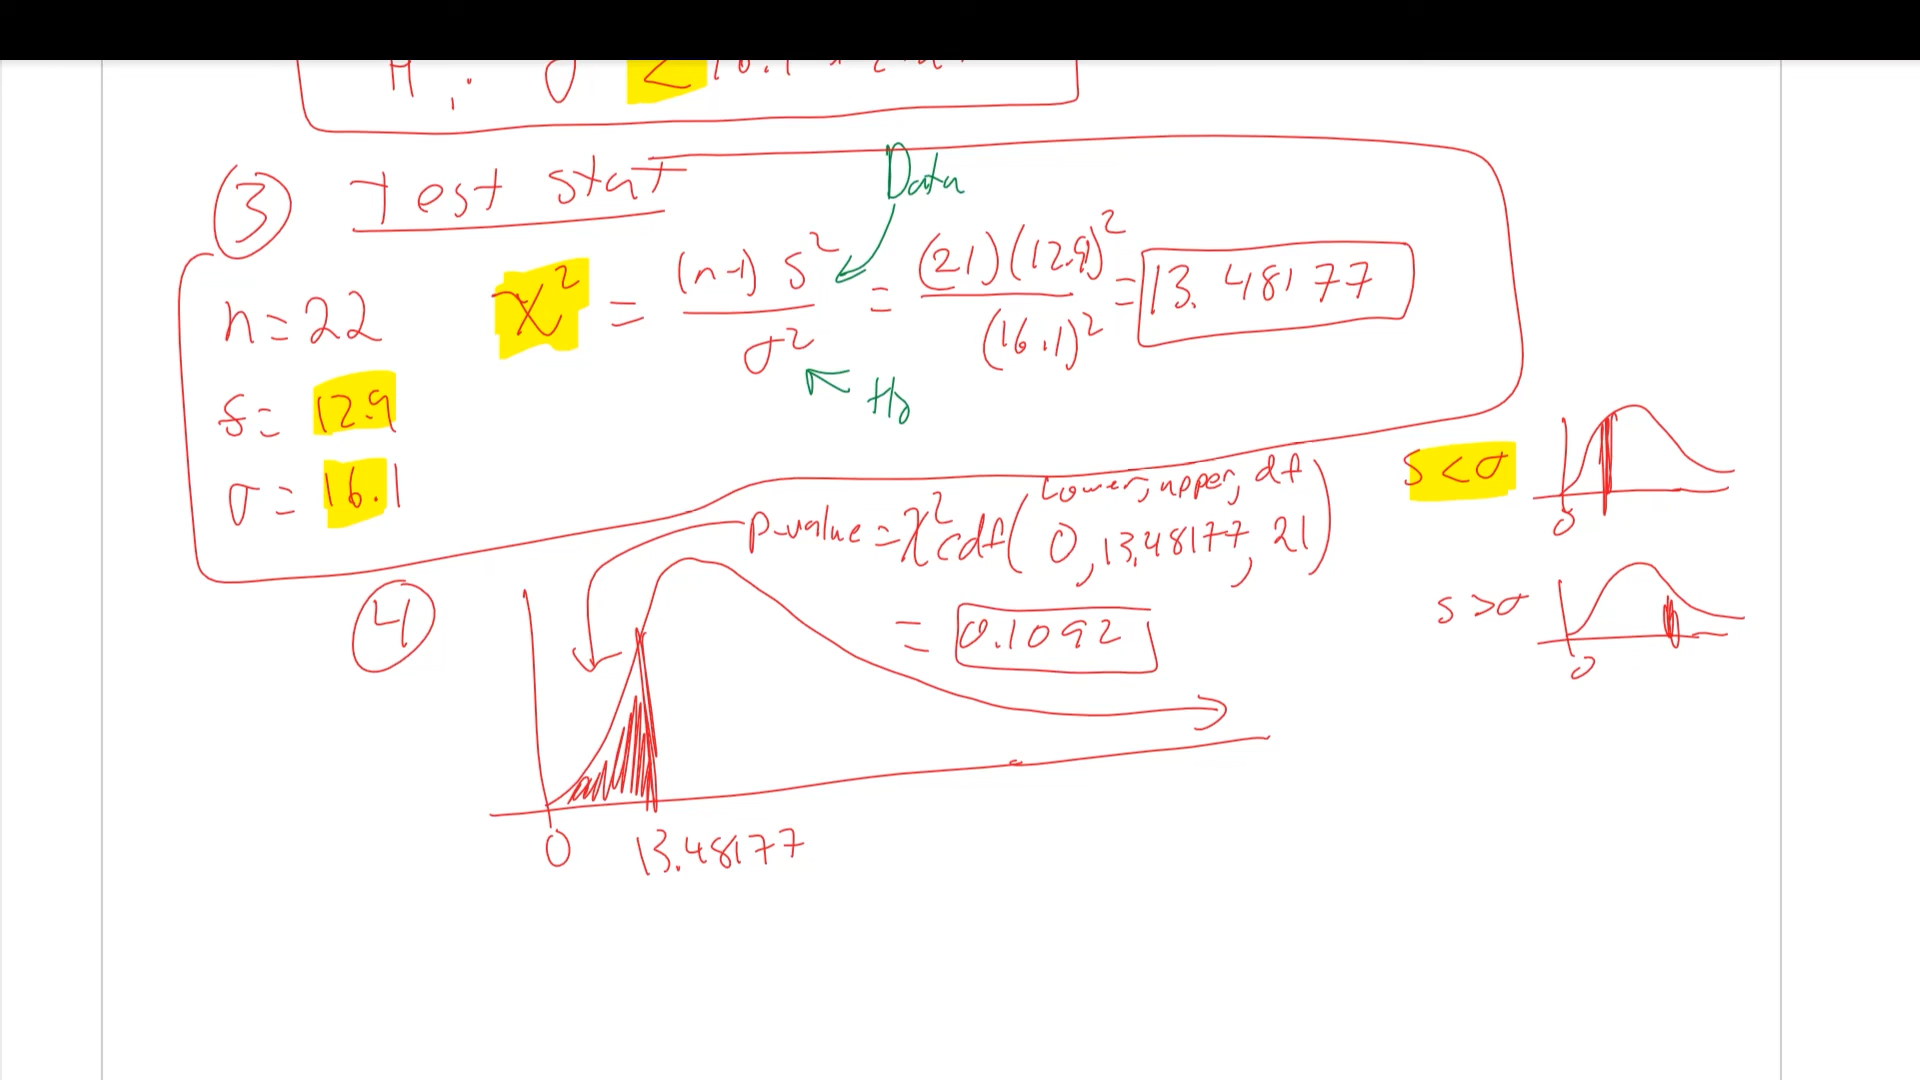 H₁: σ < 16.1
③ Test stat
Data
n=22
s= 12.9
σ= 16.1
χ² = (n-1) s² / σ² = (21)(12.9)² / (16.1)² = 13.48177
H₀
s<σ
0
s>σ
0
Lower, upper, df
p-value = χ²cdf( 0, 13.48177, 21)
= 0.1092
④
0 13.48177